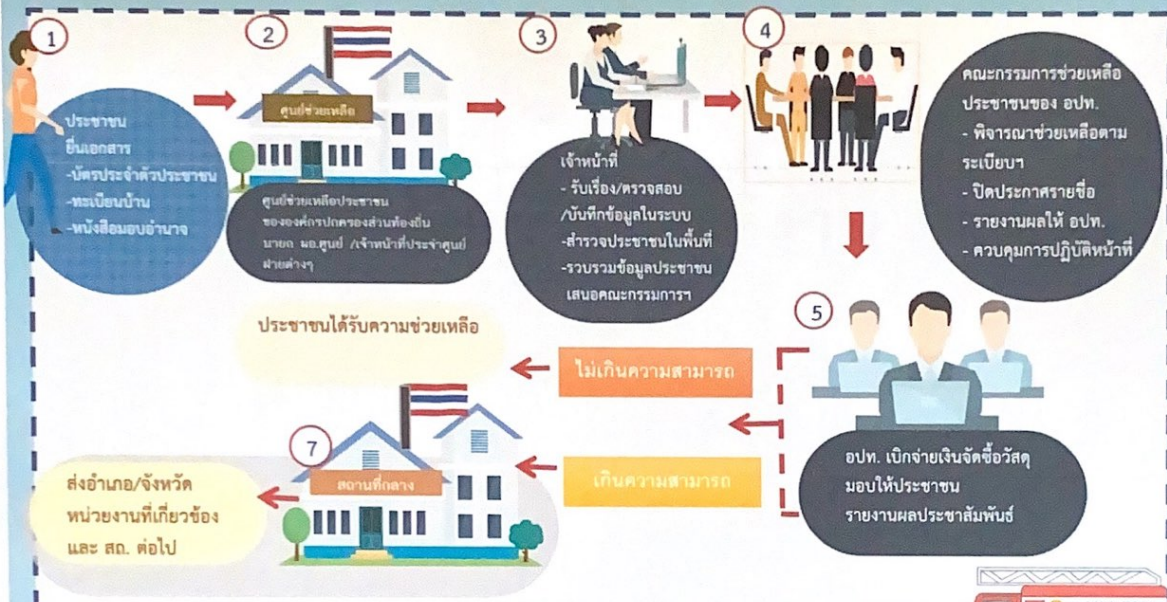 1
ประชาชน
ยื่นเอกสาร
-บัตรประจำตัวประชาชน
-ทะเบียนบ้าน
-หนังสือมอบอำนาจ
2
ศูนย์ช่วยเหลือ
ศูนย์ช่วยเหลือประชาชน
ขององค์กรปกครองส่วนท้องถิ่น
นายก ผอ.ศูนย์ /เจ้าหน้าที่ประจำศูนย์
ฝ่ายต่างๆ
3
เจ้าหน้าที่
- รับเรื่อง/ตรวจสอบ
/บันทึกข้อมูลในระบบ
-สำรวจประชาชนในพื้นที่
-รวบรวมข้อมูลประชาชน
เสนอคณะกรรมการฯ
4
คณะกรรมการช่วยเหลือ
ประชาชนของ อปท.
- พิจารณาช่วยเหลือตาม
ระเบียบฯ
- ปิดประกาศรายชื่อ
- รายงานผลให้ อปท.
- ควบคุมการปฏิบัติหน้าที่
5
อปท. เบิกจ่ายเงินจัดซื้อวัสดุ
มอบให้ประชาชน
รายงานผลประชาสัมพันธ์
ไม่เกินความสามารถ
ประชาชนได้รับความช่วยเหลือ
เกินความสามารถ
7
สถานที่กลาง
ส่งอำเภอ/จังหวัด
หน่วยงานที่เกี่ยวข้อง
และ สถ. ต่อไป